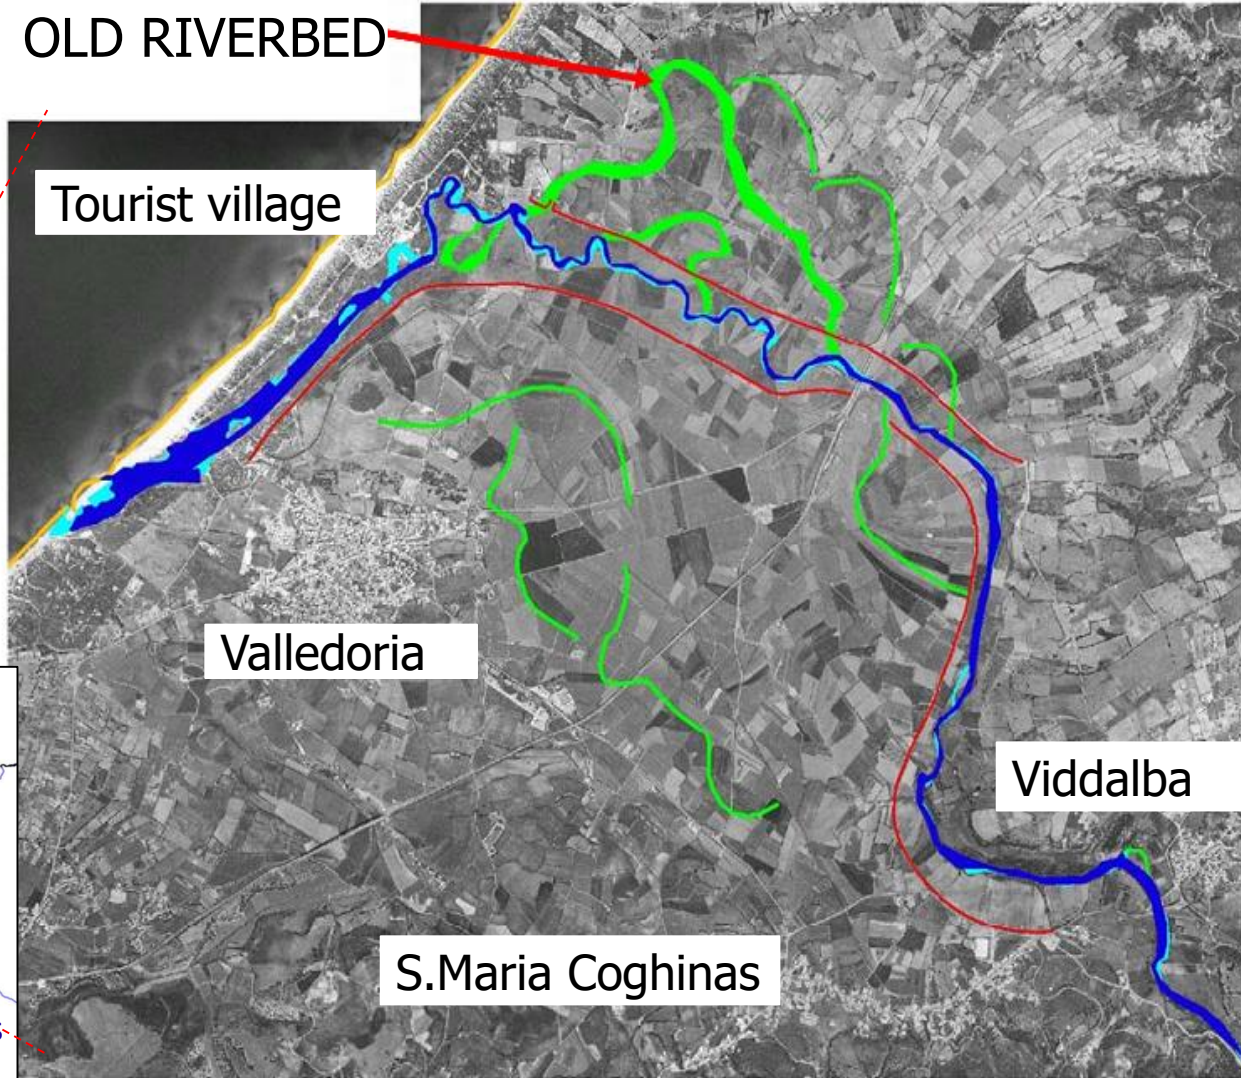 OLD RIVERBED
Tourist village
Valledoria
Viddalba
S.Maria Coghinas